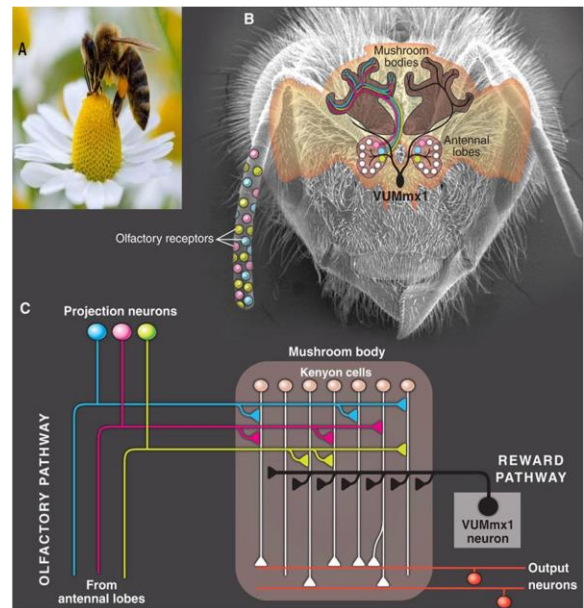 A
B
Mushroom
bodies
Antennal
lobes
VUMmx1
Olfactory receptors
C
Projection neurons
Mushroom body
Kenyon cells
OLFACTORY PATHWAY
REWARD
PATHWAY
VUMmx1
neuron
From
antennal lobes
Output
neurons